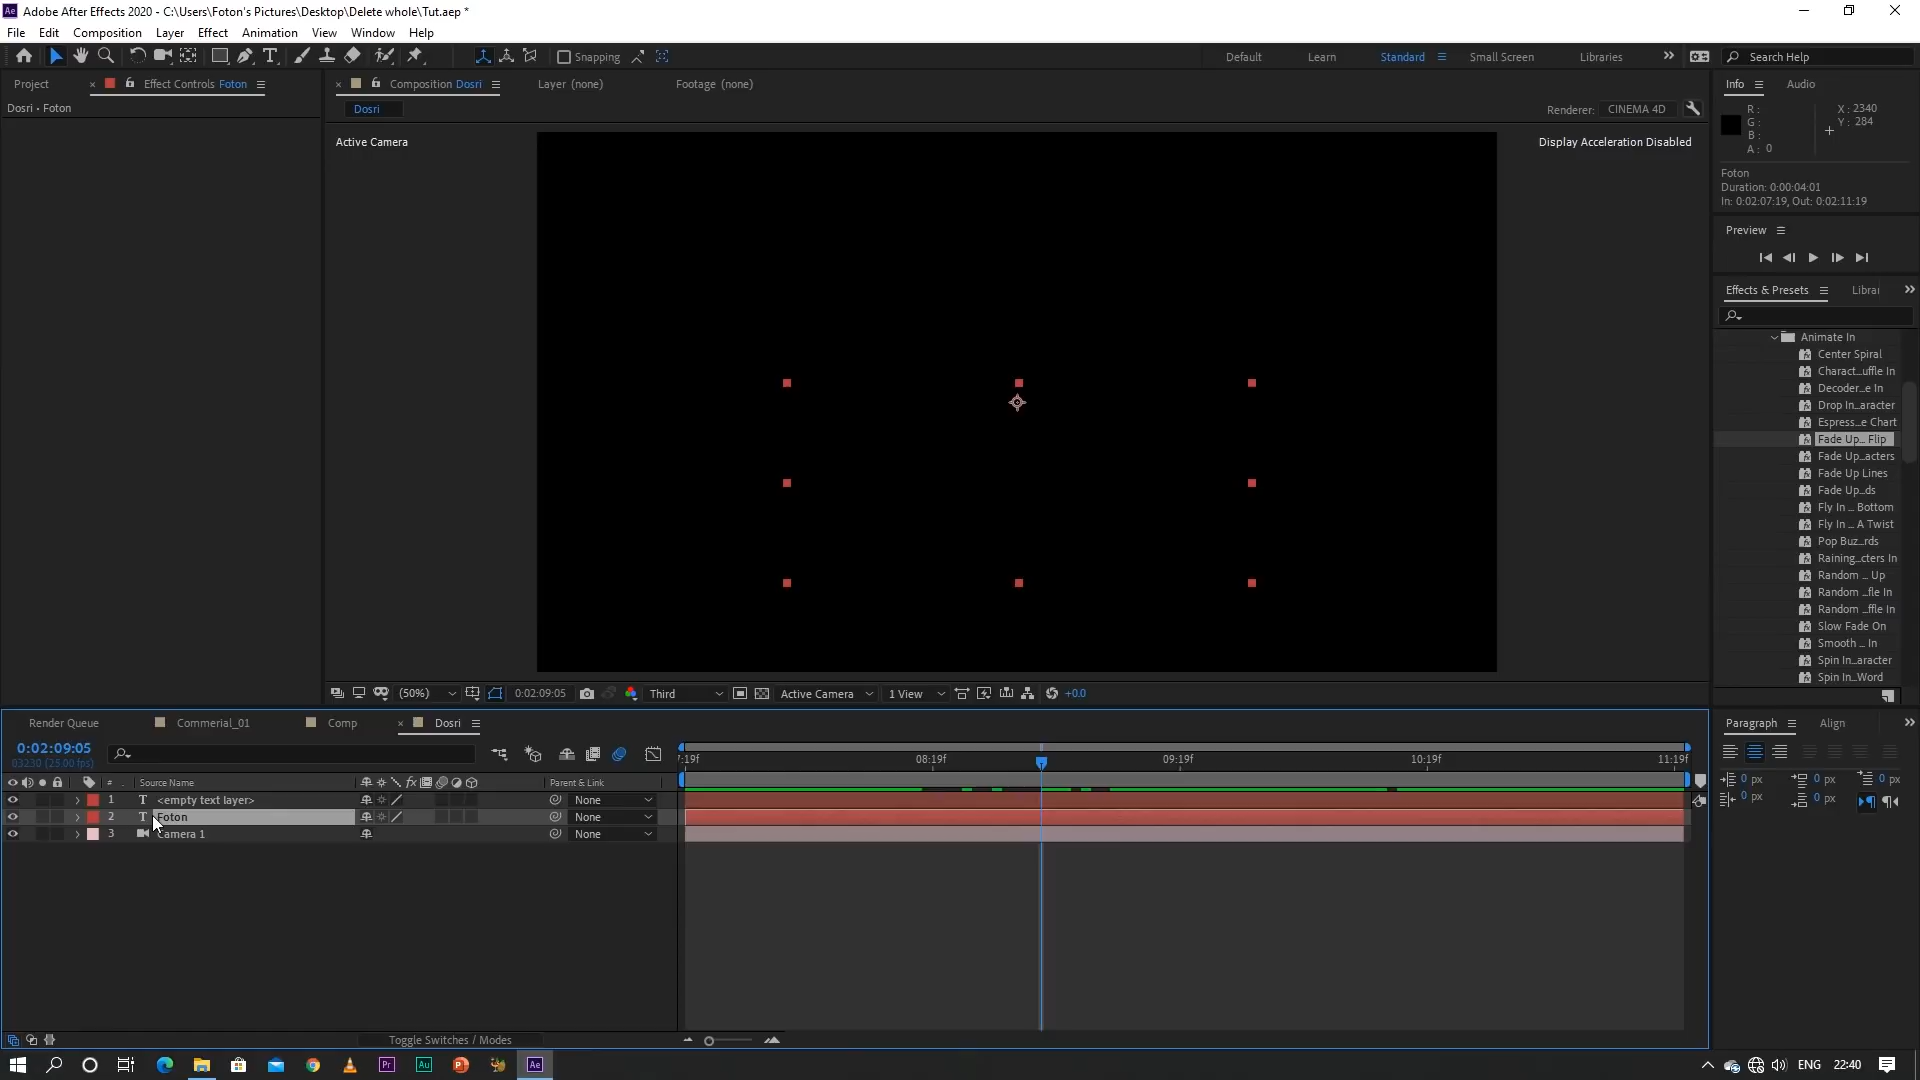 Adobe After Effects 2020 - C:\Users\Foton's Pictures\Desktop\Delete whole\Tut.aep *
File Edit Composition Layer Effect Animation View Window Help
Snapping
Default Learn Standard Small Screen Libraries
Search Help
Project
Effect Controls Foton
Dosri • Foton
Composition Dosri
Layer (none)
Footage (none)
Dosri
Renderer: CINEMA 4D
Active Camera
Display Acceleration Disabled
Info Audio
R :
G :
B :
A : 0
X : 2340
Y : 284
Foton
Duration: 0:00:04:01
In: 0:02:07:19, Out: 0:02:11:19
Preview
Effects & Presets
Librar
Animate In
Center Spiral
Charact...uffle In
Decoder...e In
Drop In...aracter
Espress...e Chart
Fade Up... Flip
Fade Up...acters
Fade Up Lines
Fade Up...ds
Fly In ... Bottom
Fly In ... A Twist
Pop Buz...rds
Raining...cters In
Random ... Up
Random ...fle In
Random ...ffle In
Slow Fade On
Smooth ... In
Spin In...aracter
Spin In...Word
(50%) 0:02:09:05 Third Active Camera 1 View +0.0
Render Queue Commerial_01 Comp Dosri
0:02:09:05
03230 (25.00 fps)
:19f 08:19f 09:19f 10:19f 11:19f
# Source Name fx Parent & Link
1 T <empty text layer> None
2 T Foton None
3 Camera 1 None
Toggle Switches / Modes
Paragraph Align
0 px 0 px 0 px
0 px 0 px
Pr Au P Ae
ENG 22:40